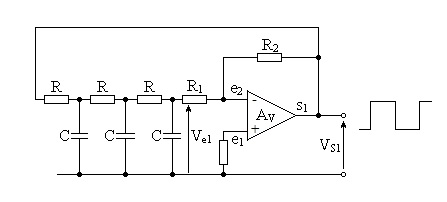 R2
R R R R1 e2 S1
- AV
C C C Ve1 e1 + VS1